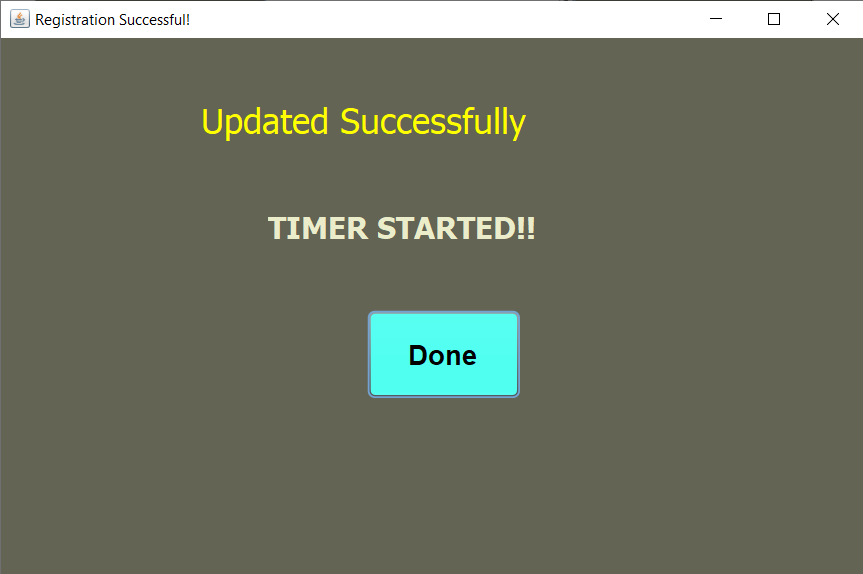 Registration Successful!
Updated Successfully
TIMER STARTED!!
Done